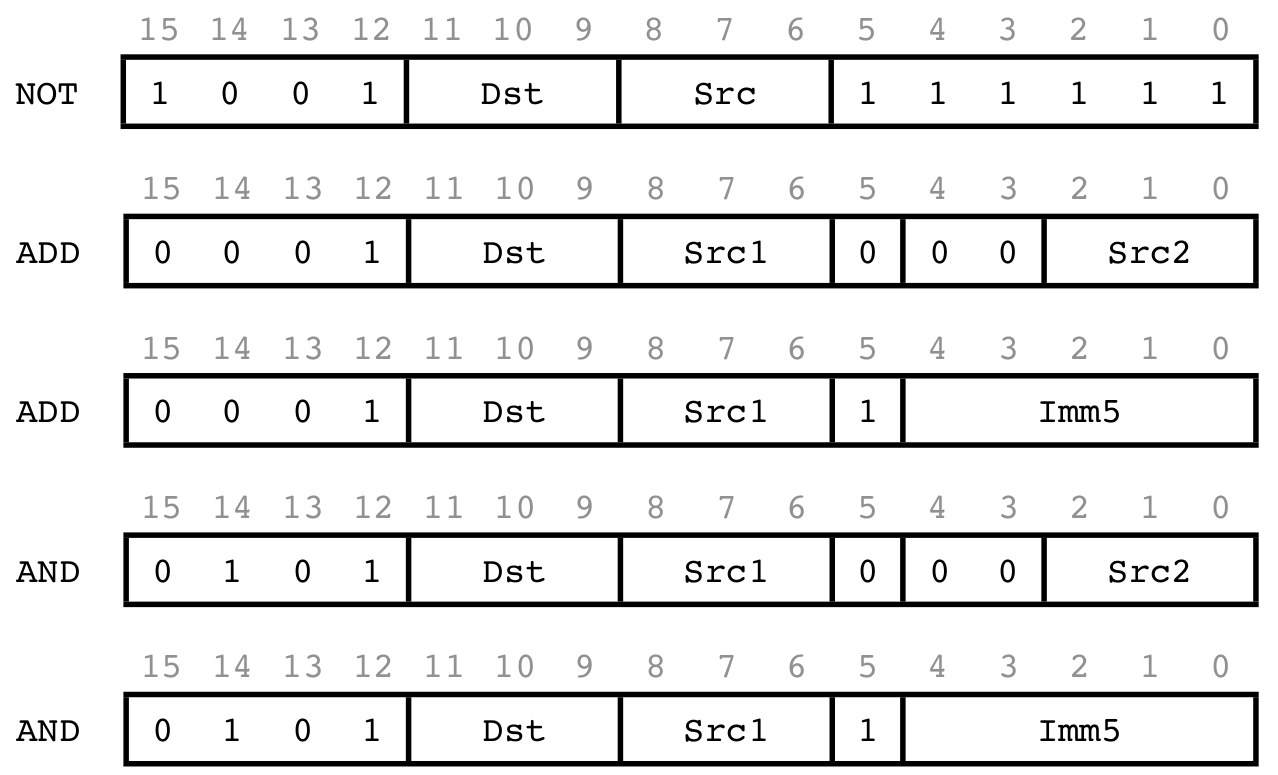 15 14 13 12 11 10 9 8 7 6 5 4 3 2 1 0
NOT 1 0 0 1 Dst Src 1 1 1 1 1 1
15 14 13 12 11 10 9 8 7 6 5 4 3 2 1 0
ADD 0 0 0 1 Dst Src1 0 0 0 Src2
15 14 13 12 11 10 9 8 7 6 5 4 3 2 1 0
ADD 0 0 0 1 Dst Src1 1 Imm5
15 14 13 12 11 10 9 8 7 6 5 4 3 2 1 0
AND 0 1 0 1 Dst Src1 0 0 0 Src2
15 14 13 12 11 10 9 8 7 6 5 4 3 2 1 0
AND 0 1 0 1 Dst Src1 1 Imm5